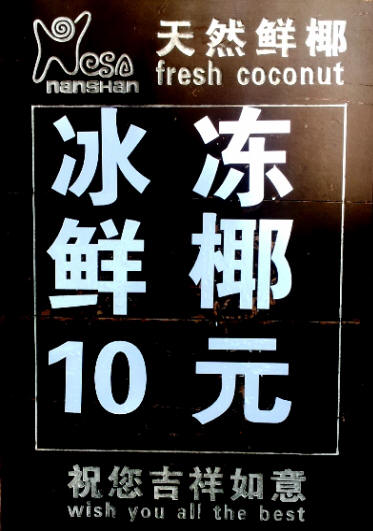 天然鲜椰
fresh coconut
nanshan
冰冻
鲜椰
10元
祝您吉祥如意
wish you all the best